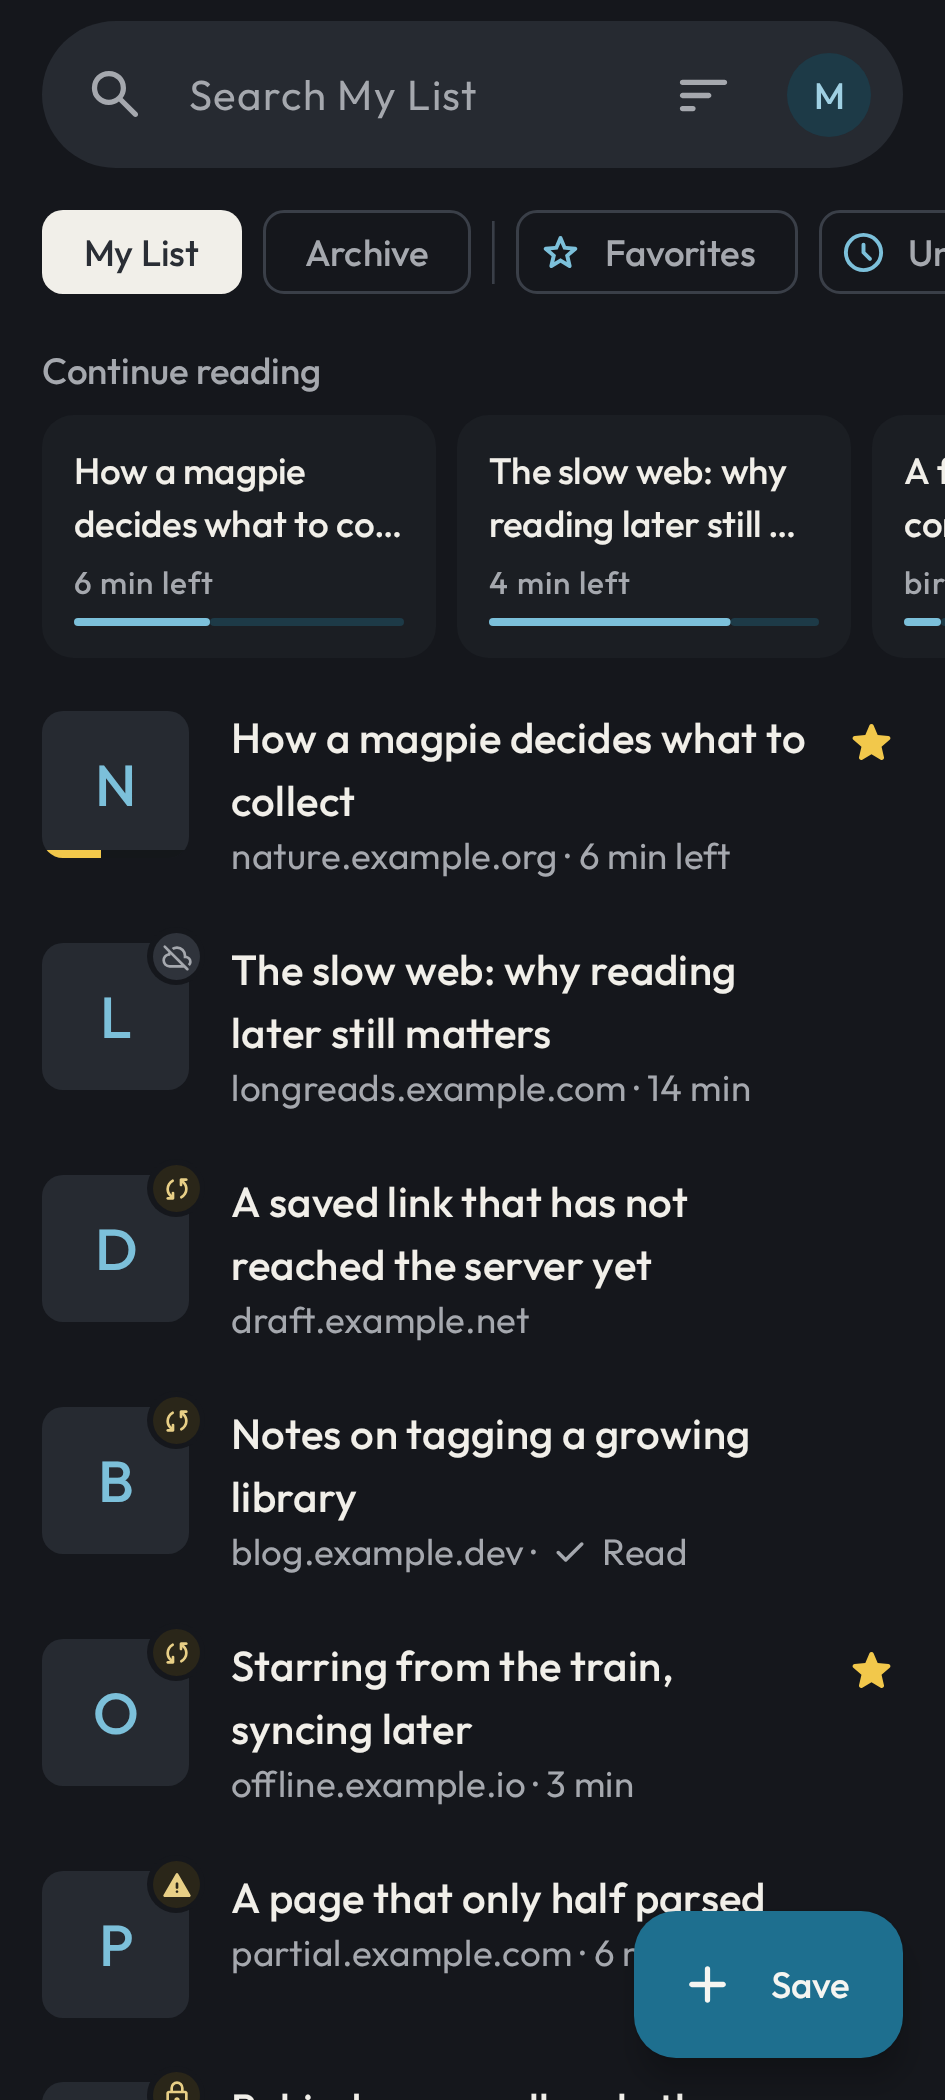 Search My List
M
My List
Archive
Favorites
Continue reading
How a magpie
decides what to co...
6 min left
The slow web: why
reading later still ...
4 min left
A
N
How a magpie decides what to
collect
nature.example.org · 6 min left
L
The slow web: why reading
later still matters
longreads.example.com · 14 min
D
A saved link that has not
reached the server yet
draft.example.net
B
Notes on tagging a growing
library
blog.example.dev · ✓ Read
O
Starring from the train,
syncing later
offline.example.io · 3 min
P
A page that only half parsed
partial.example.com · 6
Save